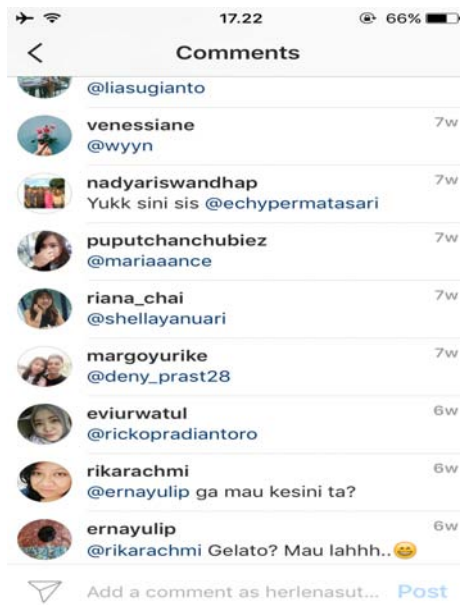 17.22
66%
Comments
@liasugianto
venessiane 7w
@wyyn
nadyariswandhap 7w
Yukk sini sis @echypermatasari
puputchanchubiez 7w
@mariaaance
riana_chai 7w
@shellayanuari
margoyurike 7w
@deny_prast28
eviurwatul 6w
@rickopradiantoro
rikarachmi 6w
@ernayulip ga mau kesini ta?
ernayulip 6w
@rikarachmi Gelato? Mau lahhh..😄
Add a comment as herlenasut... Post